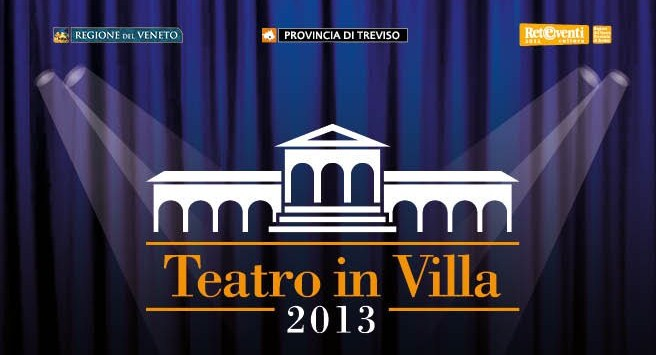 REGIONE DEL VENETO
PROVINCIA DI TREVISO
RetEventi
Teatro in Villa
2013